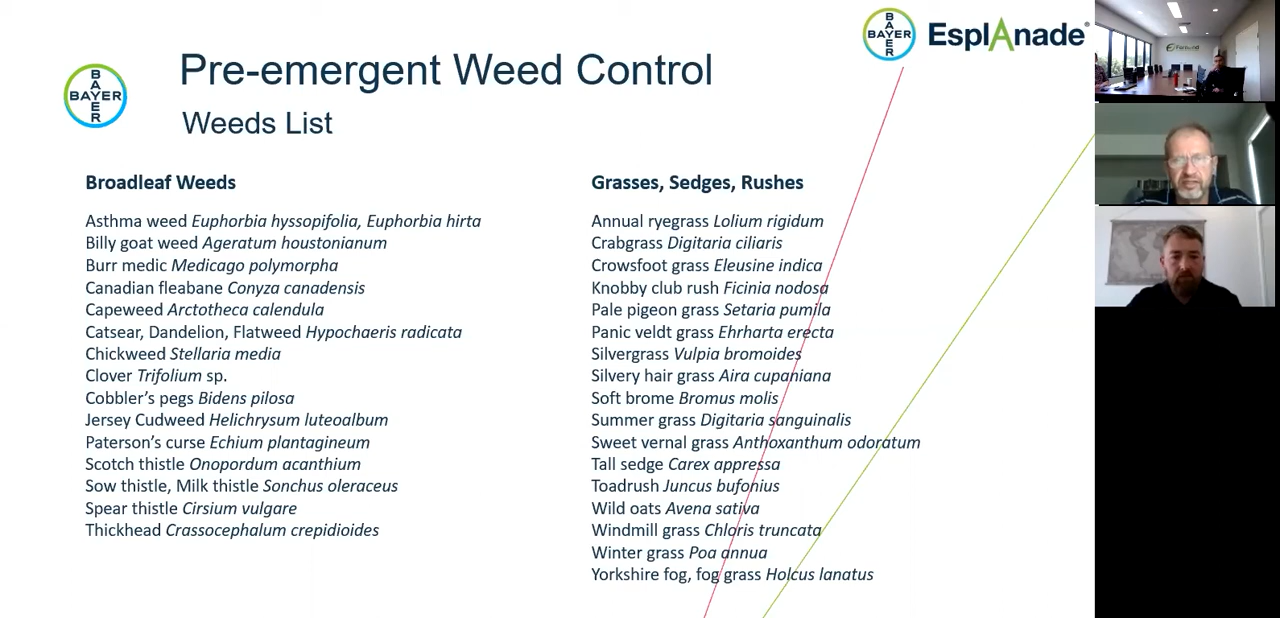 BAYER
BAYER
EsplAnade®
Pre-emergent Weed Control
BAYER
BAYER
Weeds List
Broadleaf Weeds
Asthma weed Euphorbia hyssopifolia, Euphorbia hirta
Billy goat weed Ageratum houstonianum
Burr medic Medicago polymorpha
Canadian fleabane Conyza canadensis
Capeweed Arctotheca calendula
Catsear, Dandelion, Flatweed Hypochaeris radicata
Chickweed Stellaria media
Clover Trifolium sp.
Cobbler's pegs Bidens pilosa
Jersey Cudweed Helichrysum luteoalbum
Paterson's curse Echium plantagineum
Scotch thistle Onopordum acanthium
Sow thistle, Milk thistle Sonchus oleraceus
Spear thistle Cirsium vulgare
Thickhead Crassocephalum crepidioides
Grasses, Sedges, Rushes
Annual ryegrass Lolium rigidum
Crabgrass Digitaria ciliaris
Crowsfoot grass Eleusine indica
Knobby club rush Ficinia nodosa
Pale pigeon grass Setaria pumila
Panic veldt grass Ehrharta erecta
Silvergrass Vulpia bromoides
Silvery hair grass Aira cupaniana
Soft brome Bromus molis
Summer grass Digitaria sanguinalis
Sweet vernal grass Anthoxanthum odoratum
Tall sedge Carex appressa
Toadrush Juncus bufonius
Wild oats Avena sativa
Windmill grass Chloris truncata
Winter grass Poa annua
Yorkshire fog, fog grass Holcus lanatus